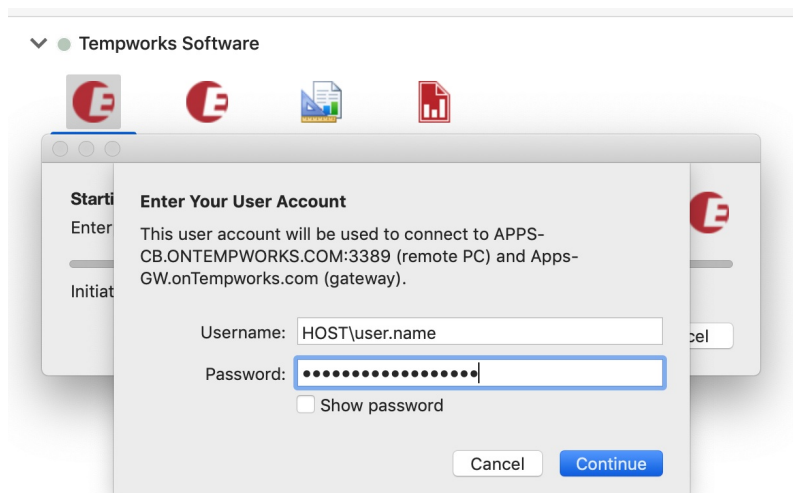 Tempworks Software
Starti
Enter
Initiat
Enter Your User Account
This user account will be used to connect to APPS-
CB.ONTEMPWORKS.COM:3389 (remote PC) and Apps-
GW.onTempworks.com (gateway).
Username: HOST\user.name
Password: ••••••••••••••••••
Show password
Cancel Continue
cel